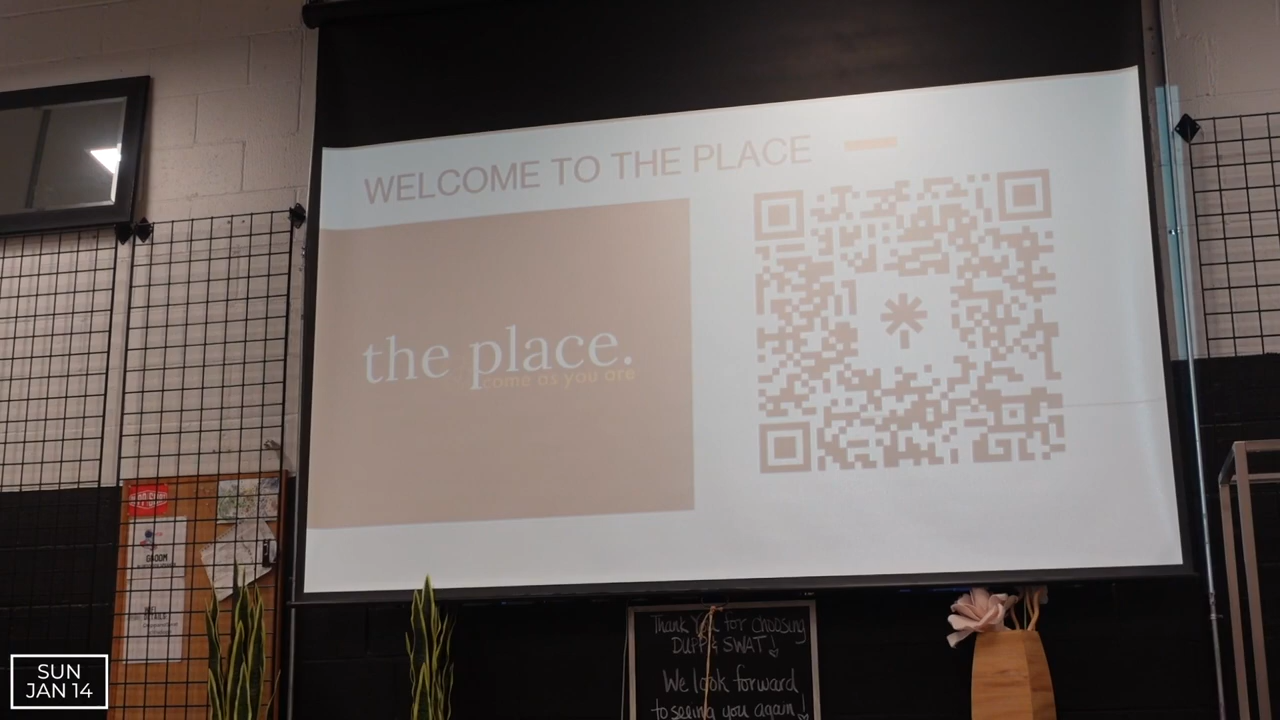 WELCOME TO THE PLACE
the place.
come as you are
GROOM
Thank You for choosing
DUPP & SWAT!
We look forward
to seeing you again!
SUN
JAN 14